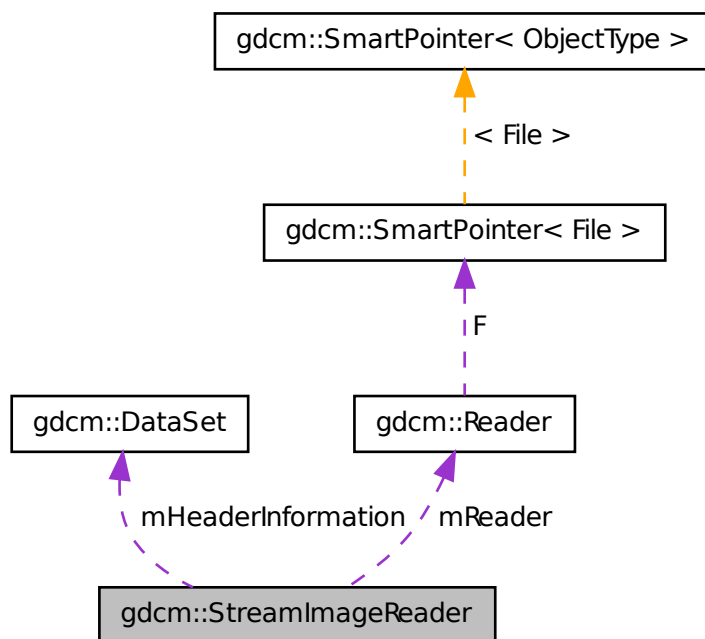 gdcm::SmartPointer< ObjectType >
< File >
gdcm::SmartPointer< File >
F
gdcm::DataSet
gdcm::Reader
mHeaderInformation
mReader
gdcm::StreamImageReader